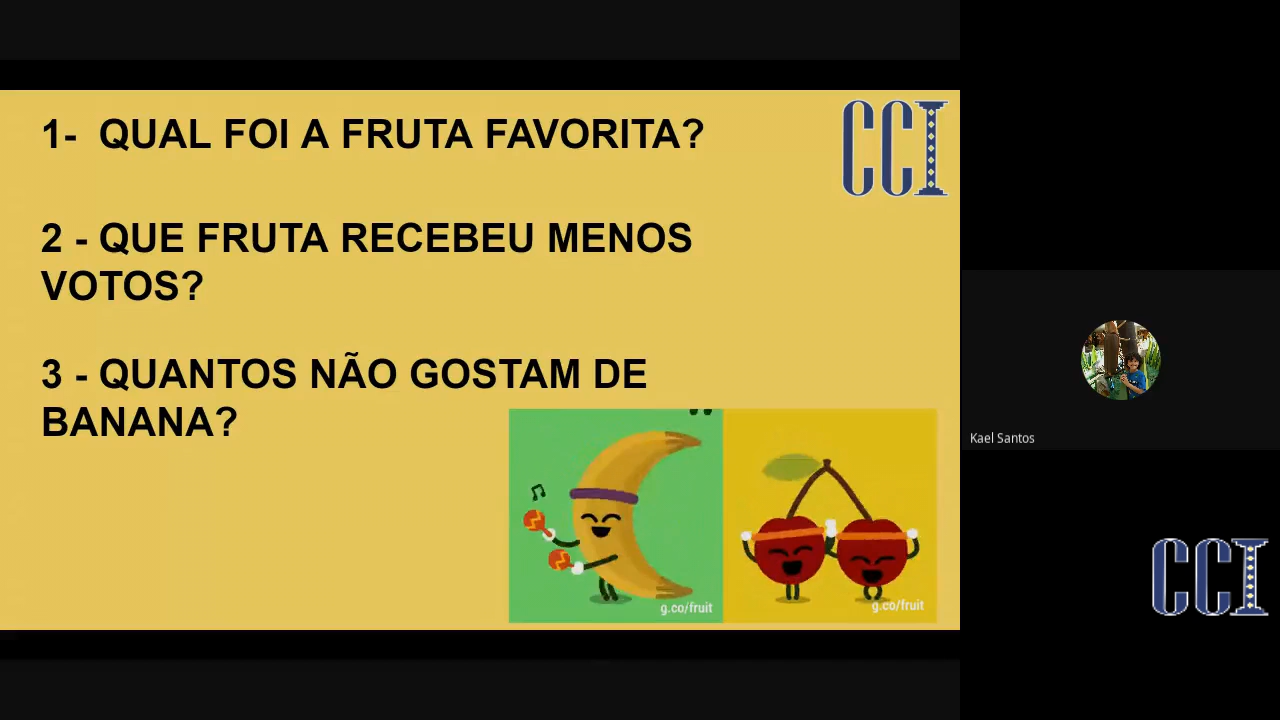 1- QUAL FOI A FRUTA FAVORITA?
2 - QUE FRUTA RECEBEU MENOS
VOTOS?
3 - QUANTOS NÃO GOSTAM DE
BANANA?
g.co/fruit
g.co/fruit
CCI
Kael Santos
CCI